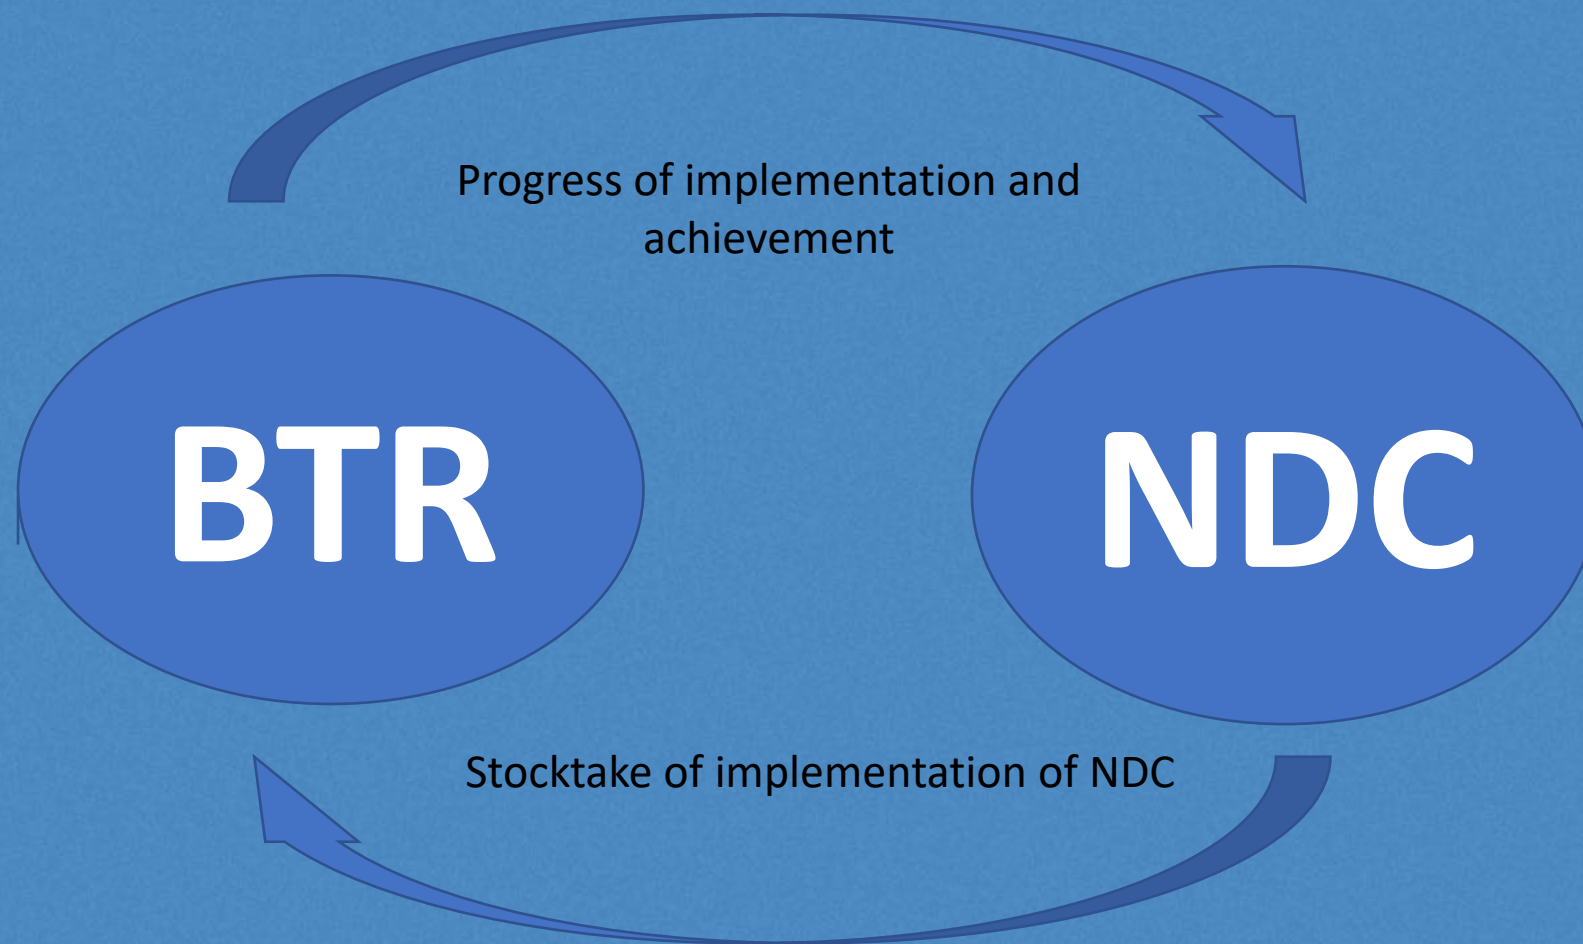 Progress of implementation and
achievement
BTR
NDC
Stocktake of implementation of NDC